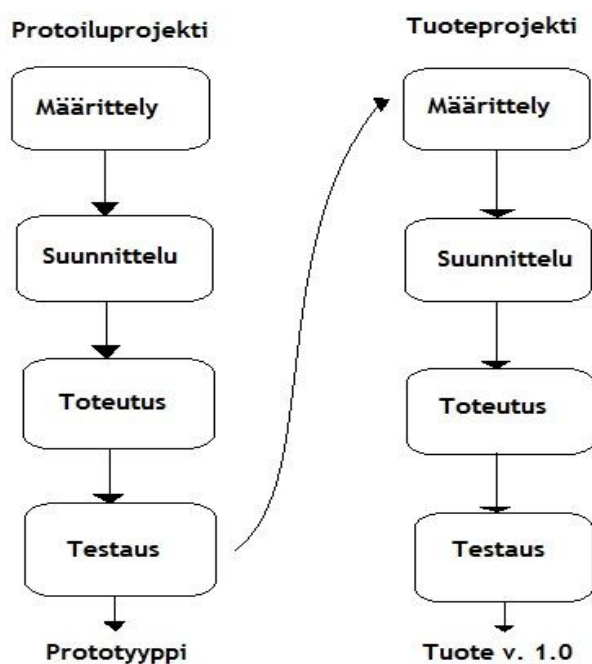 Protoiluprojekti
Määrittely
Suunnittelu
Toteutus
Testaus
Prototyyppi
Tuoteprojekti
Määrittely
Suunnittelu
Toteutus
Testaus
Tuote v. 1.0